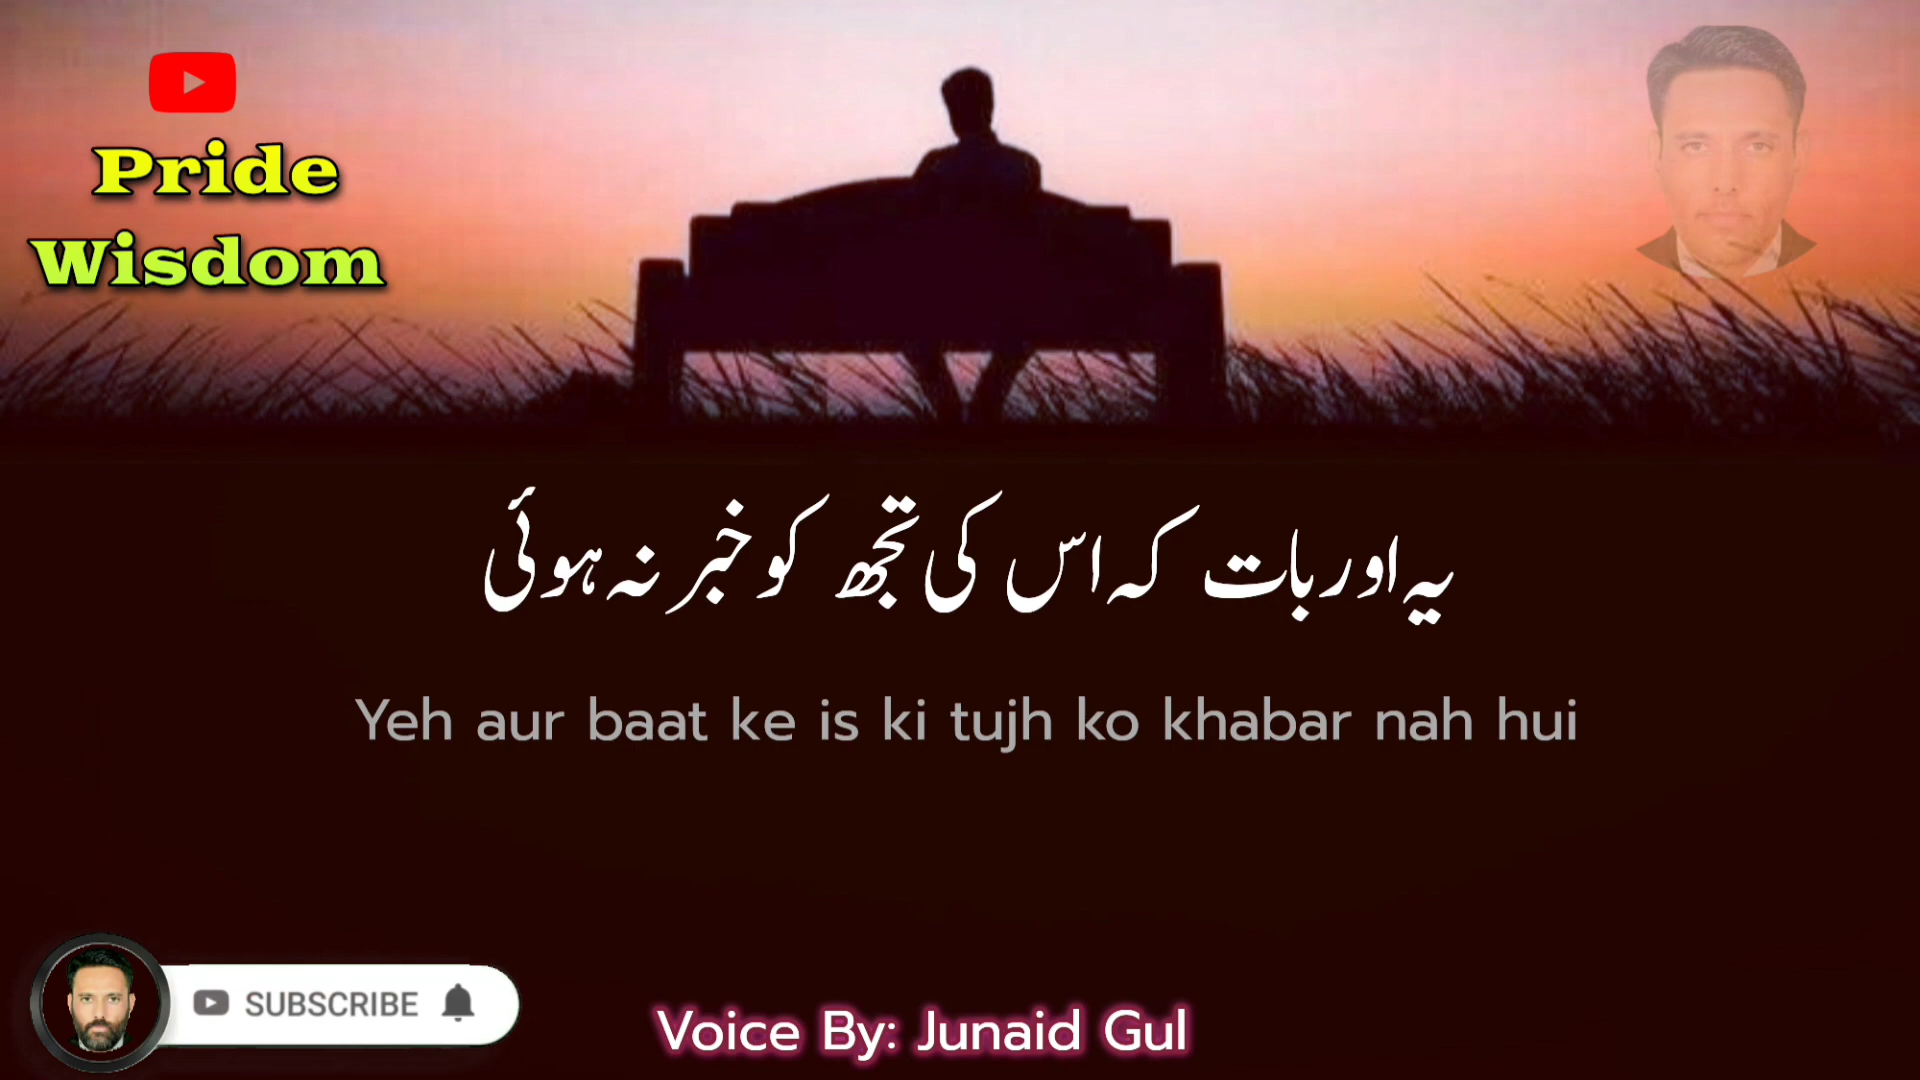 Pride
Wisdom
یہ اور بات کہ اس کی تجھ کو خبر نہ ہوئی
Yeh aur baat ke is ki tujh ko khabar nah hui
SUBSCRIBE
Voice By: Junaid Gul